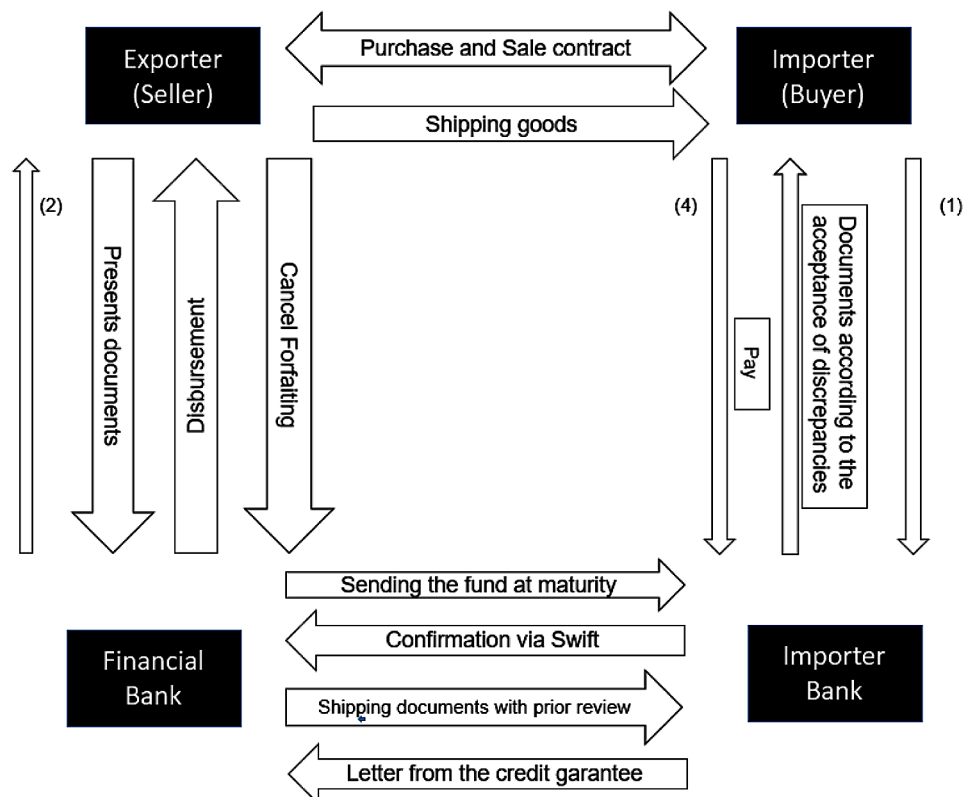 Exporter
(Seller)
Purchase and Sale contract
Importer
(Buyer)
Shipping goods
(2)
Presents documents
Disbursement
Cancel Forfaiting
(4)
Pay
Documents according to the
acceptance of discrepancies
(1)
Sending the fund at maturity
Confirmation via Swift
Financial
Bank
Importer
Bank
Shipping documents with prior review
Letter from the credit garantee